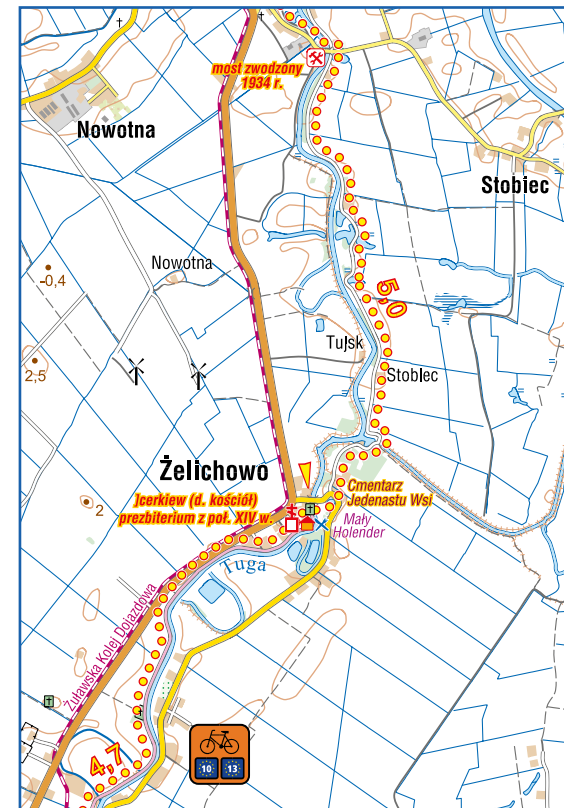 most zwodzony
1934 r.
Nowotna
Stobiec
Nowotna
-0,4
5,0
Tujsk
2,5
Stobiec
Żelichowo
]cerkiew (d. kościół)
prezbiterium z poł. XIV w.
Cmentarz
Jedenastu Wsi
2
Mały
Holender
Tuga
Żuławska Kolej Dojazdowa
4,7
10 13